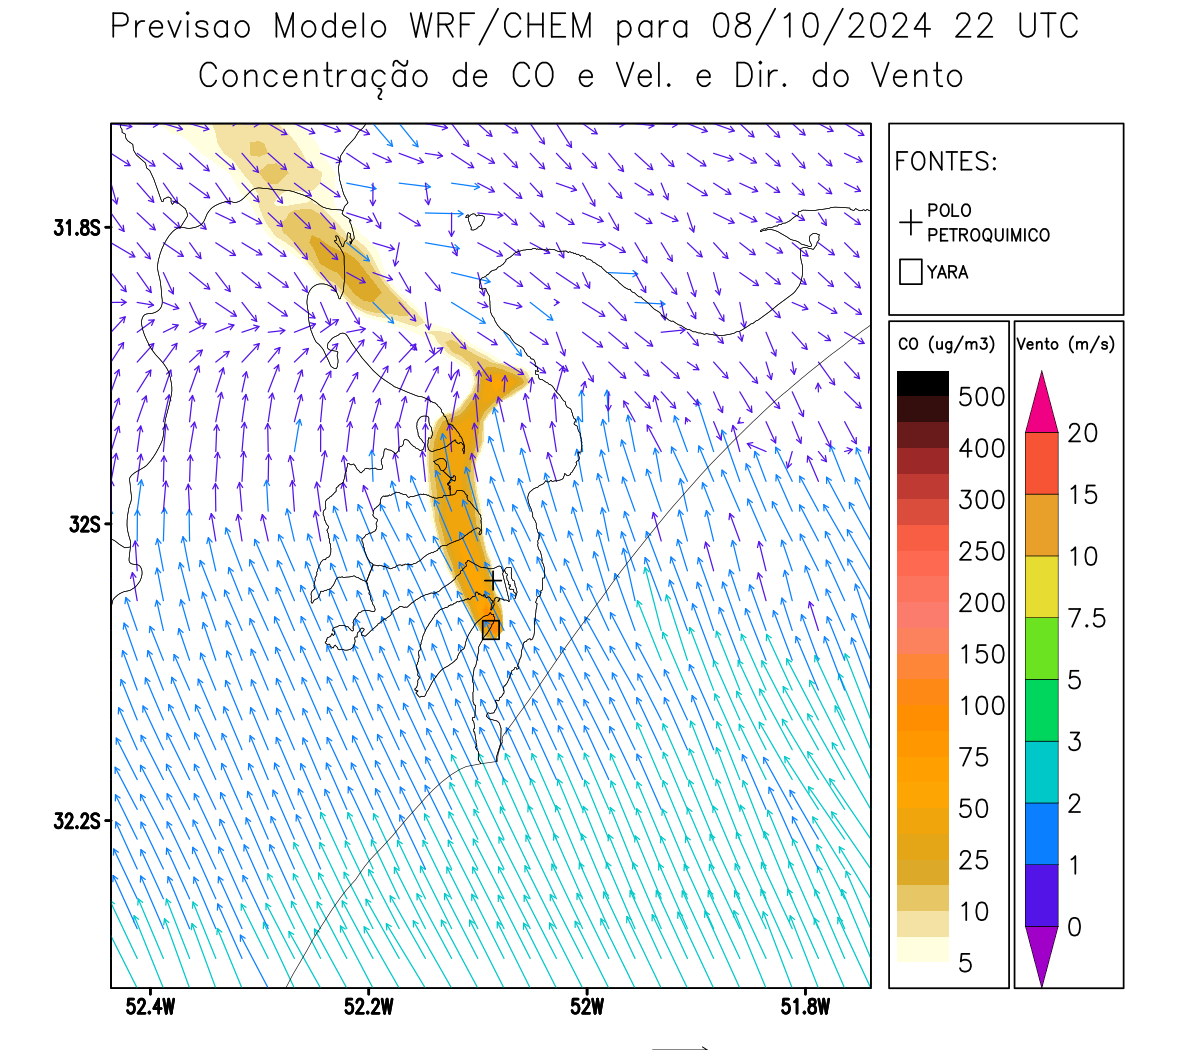 Previsao Modelo WRF/CHEM para 08/10/2024 22 UTC
Concentração de CO e Vel. e Dir. do Vento
FONTES:
POLO
PETROQUIMICO
YARA
CO (ug/m3)
500
400
300
250
200
150
100
75
50
25
10
5
Vento (m/s)
20
15
10
7.5
5
3
2
1
0
31.8S
32S
32.2S
52.4W
52.2W
52W
51.8W